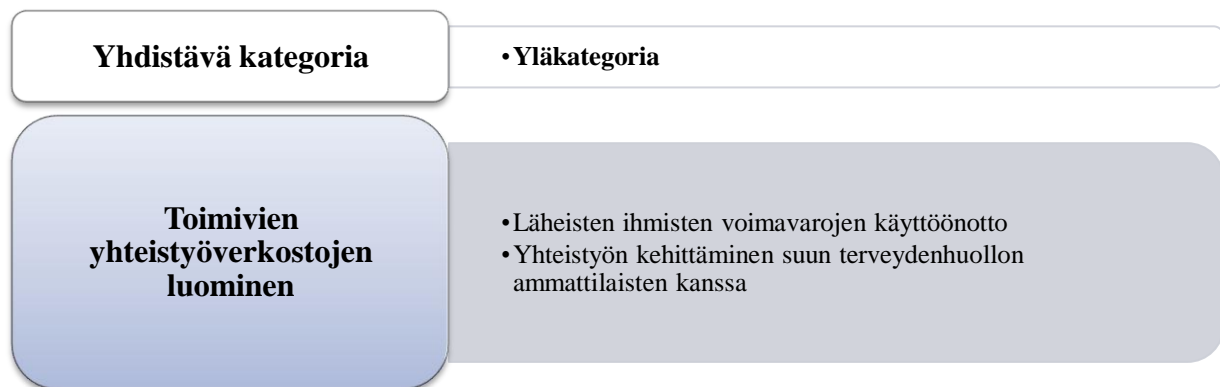 Yhdistävä kategoria
•Yläkategoria
Toimivien
yhteistyöverkostojen
luominen
•Läheisten ihmisten voimavarojen käyttöönotto
•Yhteistyön kehittäminen suun terveydenhuollon
ammattilaisten kanssa